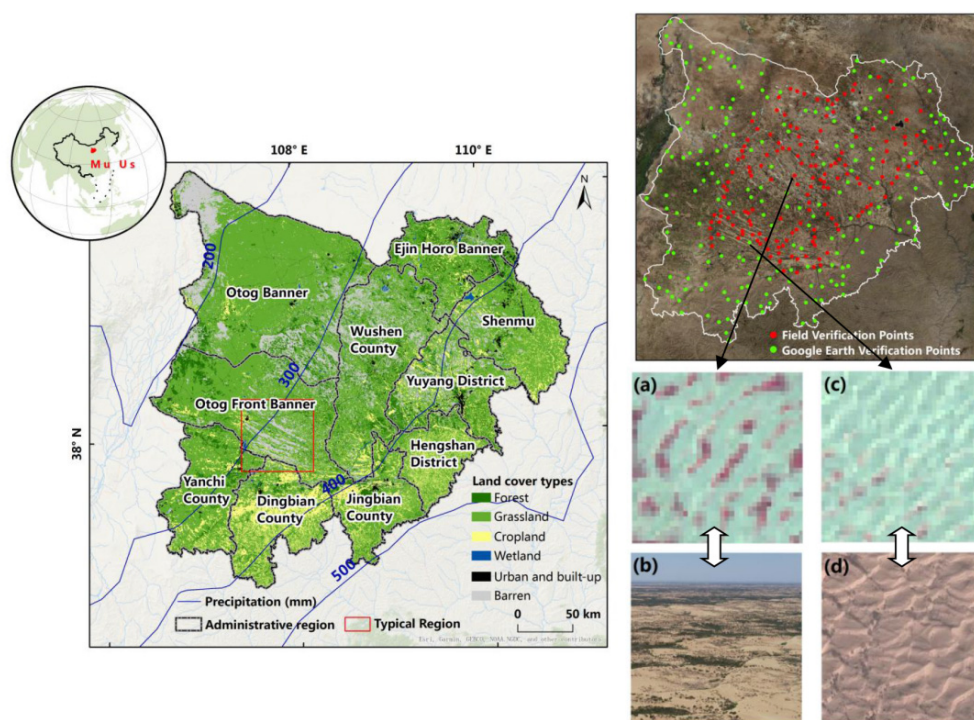 Mu Us
108° E
110° E
N
38° N
200
300
400
500
Ejin Horo Banner
Otog Banner
Wushen
County
Shenmu
Yuyang District
Otog Front Banner
Hengshan
District
Yanchi
County
Dingbian
County
Jingbian
County
Land cover types
Forest
Grassland
Cropland
Wetland
Urban and built-up
Barren
Precipitation (mm)
0 50 km
Administrative region
Typical Region
Field Verification Points
Google Earth Verification Points
(a)
(c)
(b)
(d)